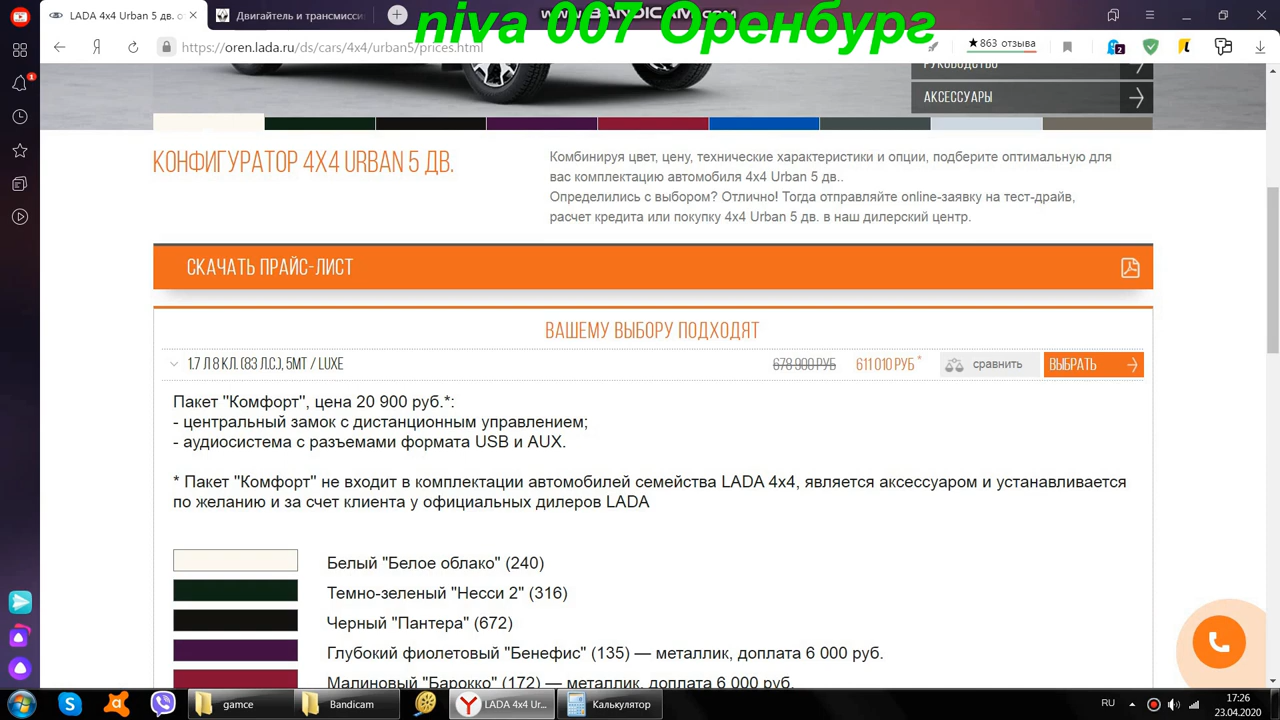 LADA 4x4 Urban 5 дв. о
Двигатель и трансмисси
www.BANDICAM.com
niva 007 Оренбург
https://oren.lada.ru/ds/cars/4x4/urban5/prices.html
863 отзыва
2
1
РУКОВОДСТВО
АКСЕССУАРЫ
КОНФИГУРАТОР 4X4 URBAN 5 ДВ.
Комбинируя цвет, цену, технические характеристики и опции, подберите оптимальную для
вас комплектацию автомобиля 4x4 Urban 5 дв..
Определились с выбором? Отлично! Тогда отправляйте online-заявку на тест-драйв,
расчет кредита или покупку 4x4 Urban 5 дв. в наш дилерский центр.
СКАЧАТЬ ПРАЙС-ЛИСТ
ВАШЕМУ ВЫБОРУ ПОДХОДЯТ
1.7 Л 8 КЛ. (83 Л.С.), 5МТ / LUXE
678 900 РУБ
611 010 РУБ *
сравнить
ВЫБРАТЬ
Пакет "Комфорт", цена 20 900 руб.*:
- центральный замок с дистанционным управлением;
- аудиосистема с разъемами формата USB и AUX.
* Пакет "Комфорт" не входит в комплектации автомобилей семейства LADA 4x4, является аксессуаром и устанавливается
по желанию и за счет клиента у официальных дилеров LADA
Белый "Белое облако" (240)
Темно-зеленый "Несси 2" (316)
Черный "Пантера" (672)
Глубокий фиолетовый "Бенефис" (135) — металлик, доплата 6 000 руб.
Малиновый "Барокко" (172) — металлик, доплата 6 000 руб.
gamce
Bandicam
LADA 4x4 Ur...
Калькулятор
RU
17:26
23.04.2020